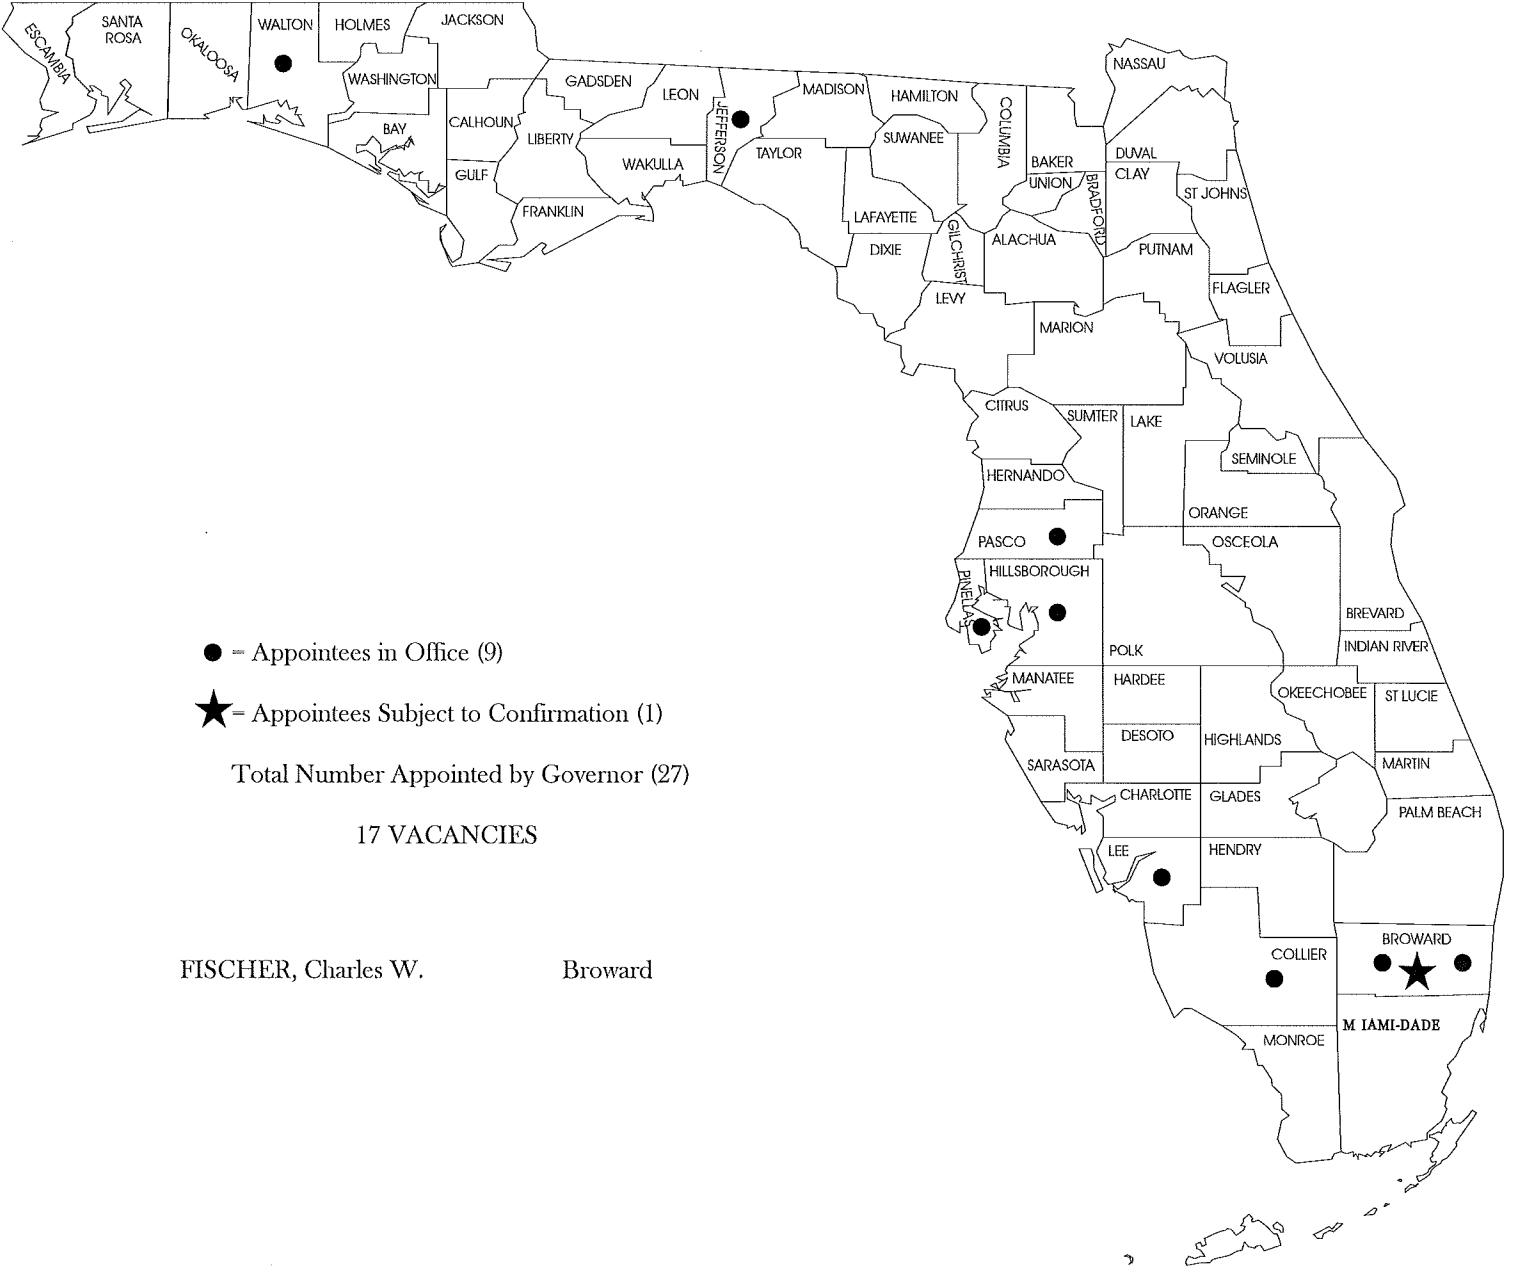 ESCAMBIA
SANTA
ROSA
OKALOOSA
WALTON
HOLMES
JACKSON
WASHINGTON
BAY
CALHOUN
GULF
GADSDEN
LIBERTY
FRANKLIN
LEON
WAKULLA
JEFFERSON
MADISON
TAYLOR
HAMILTON
SUWANEE
LAFAYETTE
DIXIE
COLUMBIA
GILCHRIST
LEVY
BAKER
UNION
BRADFORD
ALACHUA
NASSAU
DUVAL
CLAY
ST JOHNS
PUTNAM
FLAGLER
MARION
VOLUSIA
CITRUS
SUMTER
LAKE
SEMINOLE
HERNANDO
ORANGE
PASCO
OSCEOLA
PINELLAS
HILLSBOROUGH
POLK
BREVARD
INDIAN RIVER
MANATEE
HARDEE
OKEECHOBEE
ST LUCIE
DESOTO
HIGHLANDS
SARASOTA
MARTIN
CHARLOTTE
GLADES
PALM BEACH
LEE
HENDRY
COLLIER
BROWARD
M IAMI-DADE
MONROE
= Appointees in Office (9)
= Appointees Subject to Confirmation (1)
Total Number Appointed by Governor (27)
17 VACANCIES
FISCHER, Charles W. Broward